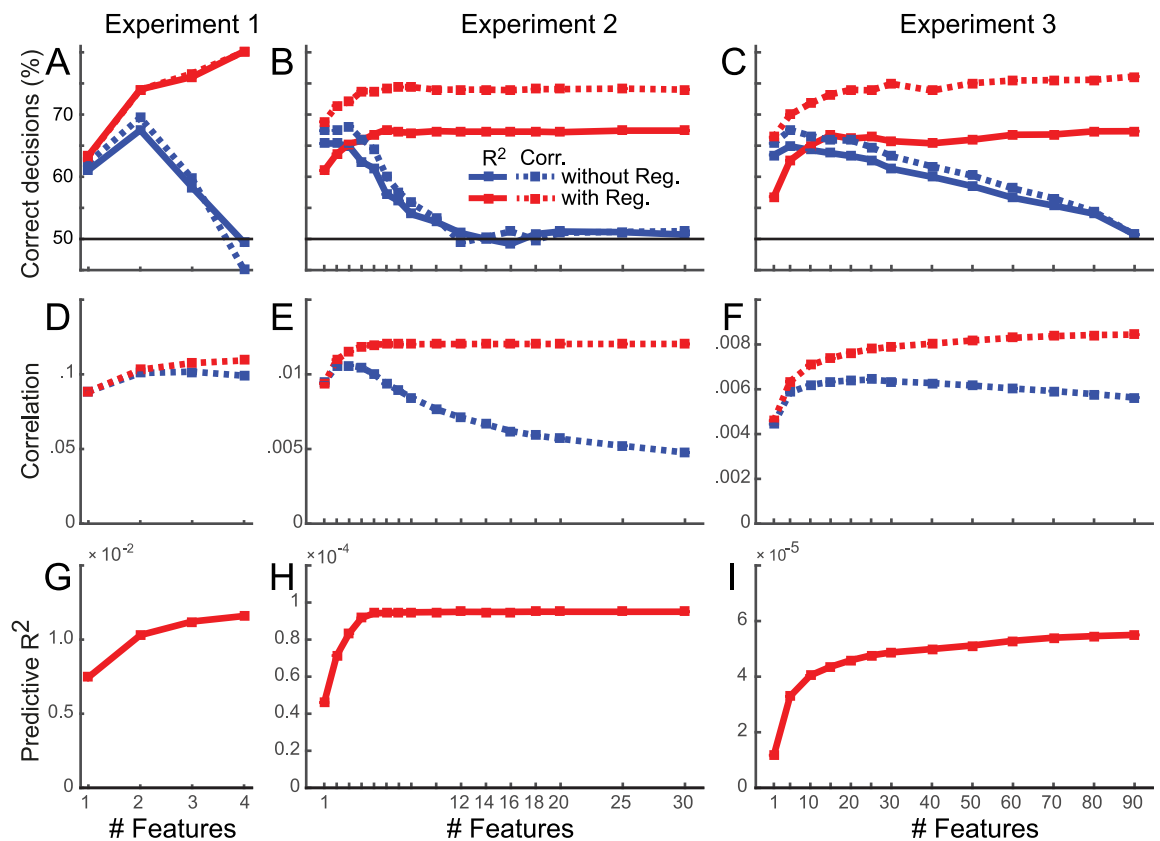 Experiment 1
Experiment 2
Experiment 3
A
B
C
Correct decisions (%)
70
60
50
R² Corr.
without Reg.
with Reg.
D
E
F
Correlation
.1
.05
0
.01
.005
0
.008
.006
.004
.002
0
G
H
I
Predictive R²
× 10⁻²
1.0
0.5
0
× 10⁻⁴
1
0.8
0.6
0.4
0.2
0
× 10⁻⁵
6
4
2
0
1 2 3 4
1 12 14 16 18 20 25 30
1 10 20 30 40 50 60 70 80 90
# Features
# Features
# Features